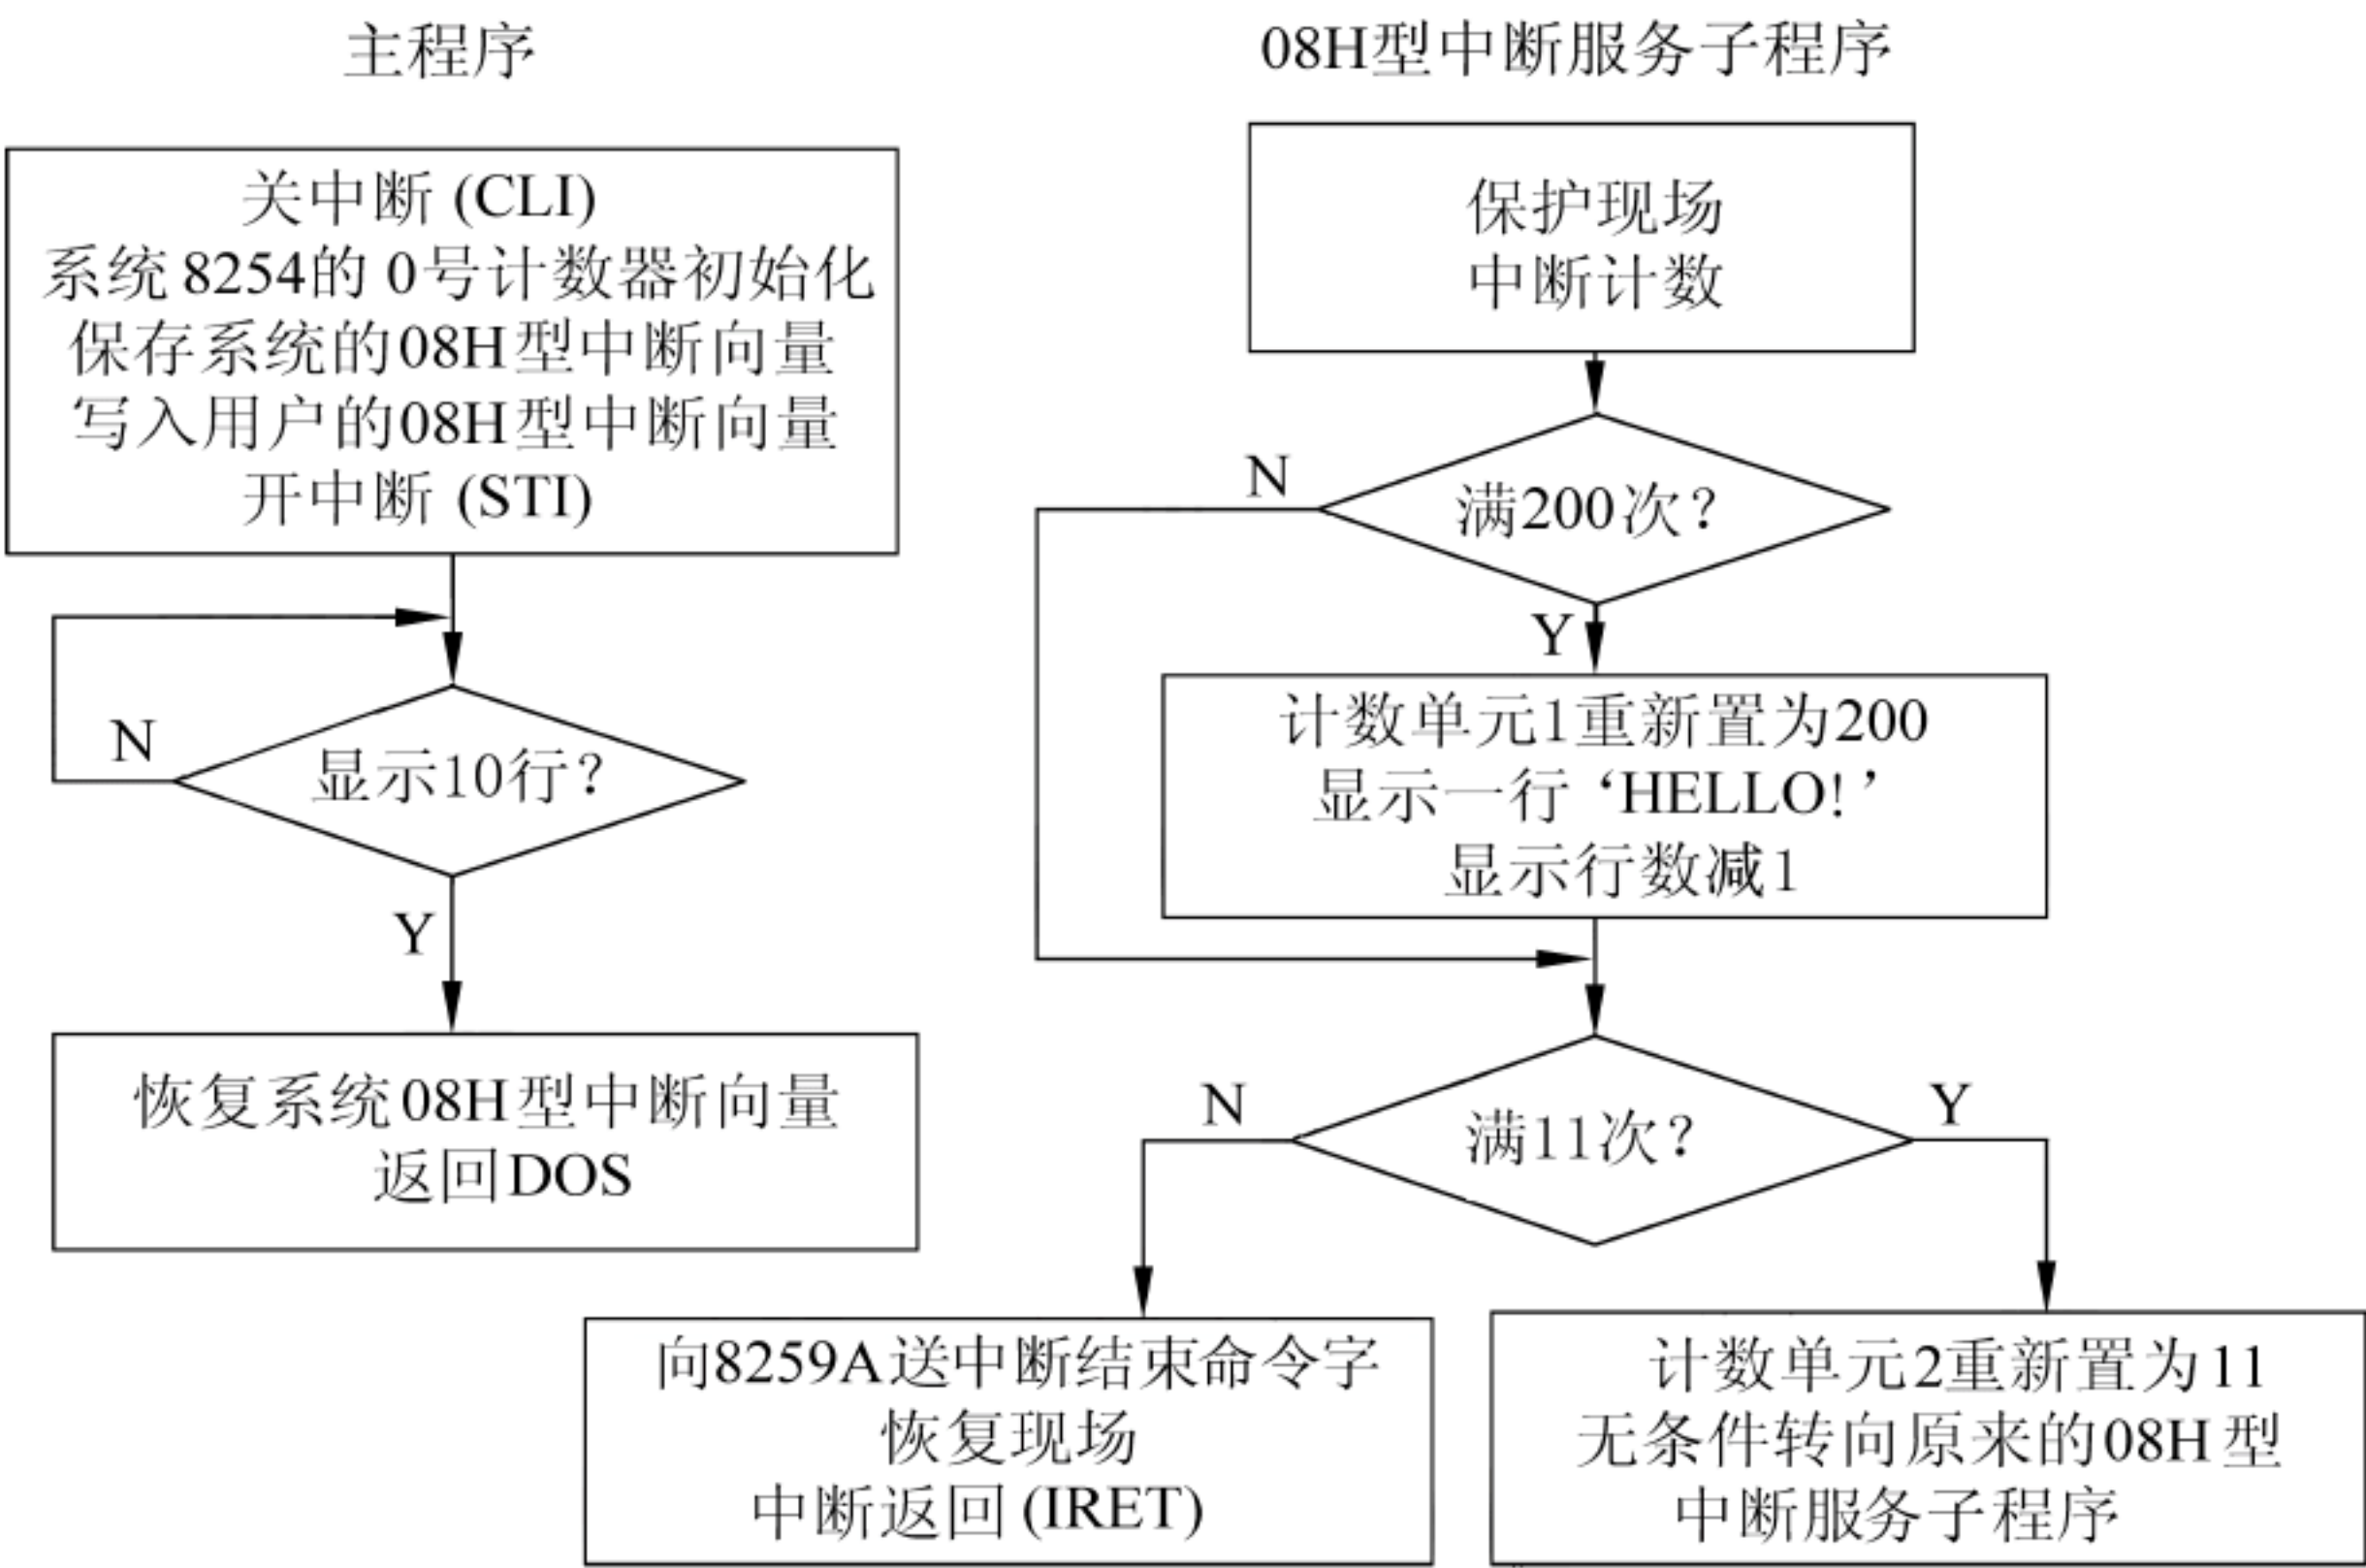 主程序
关中断 (CLI)
系统 8254的 0号计数器初始化
保存系统的08H型中断向量
写入用户的08H型中断向量
开中断 (STI)
N
显示10行?
Y
恢复系统08H型中断向量
返回DOS
08H型中断服务子程序
保护现场
中断计数
N
满200次?
Y
计数单元1重新置为200
显示一行 ‘HELLO! ’
显示行数减1
N
满11次?
Y
向8259A送中断结束命令字
恢复现场
中断返回 (IRET)
计数单元2重新置为11
无条件转向原来的08H 型
中断服务子程序